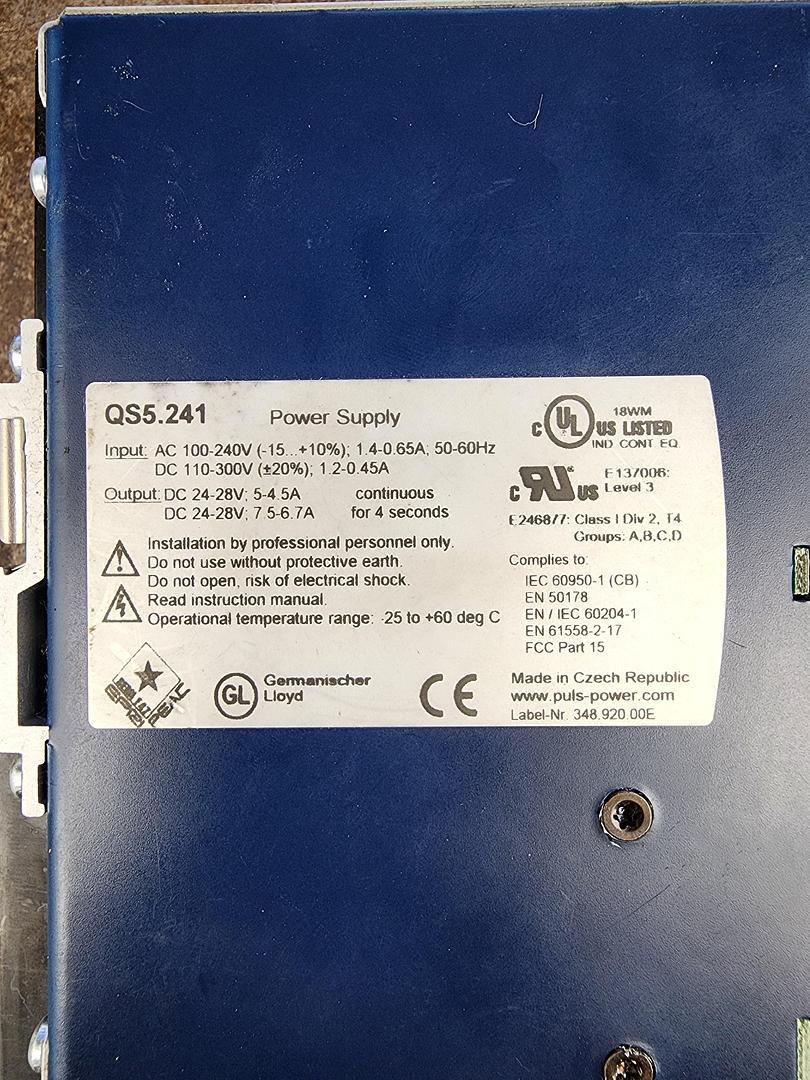 QS5.241 Power Supply
Input: AC 100-240V (-15...+10%); 1.4-0.65A; 50-60Hz
DC 110-300V (±20%); 1.2-0.45A
Output: DC 24-28V; 5-4.5A continuous
DC 24-28V; 7.5-6.7A for 4 seconds
Installation by professional personnel only.
Do not use without protective earth.
Do not open, risk of electrical shock.
Read instruction manual.
Operational temperature range: -25 to +60 deg C
GL Germanischer
Lloyd
CE
18WM
c UL US LISTED
IND CONT EQ.
E137006:
c RU US Level 3
E246877: Class I Div 2, T4
Groups: A,B,C,D
Complies to:
IEC 60950-1 (CB)
EN 50178
EN / IEC 60204-1
EN 61558-2-17
FCC Part 15
Made in Czech Republic
www.puls-power.com
Label-Nr. 348.920.00E